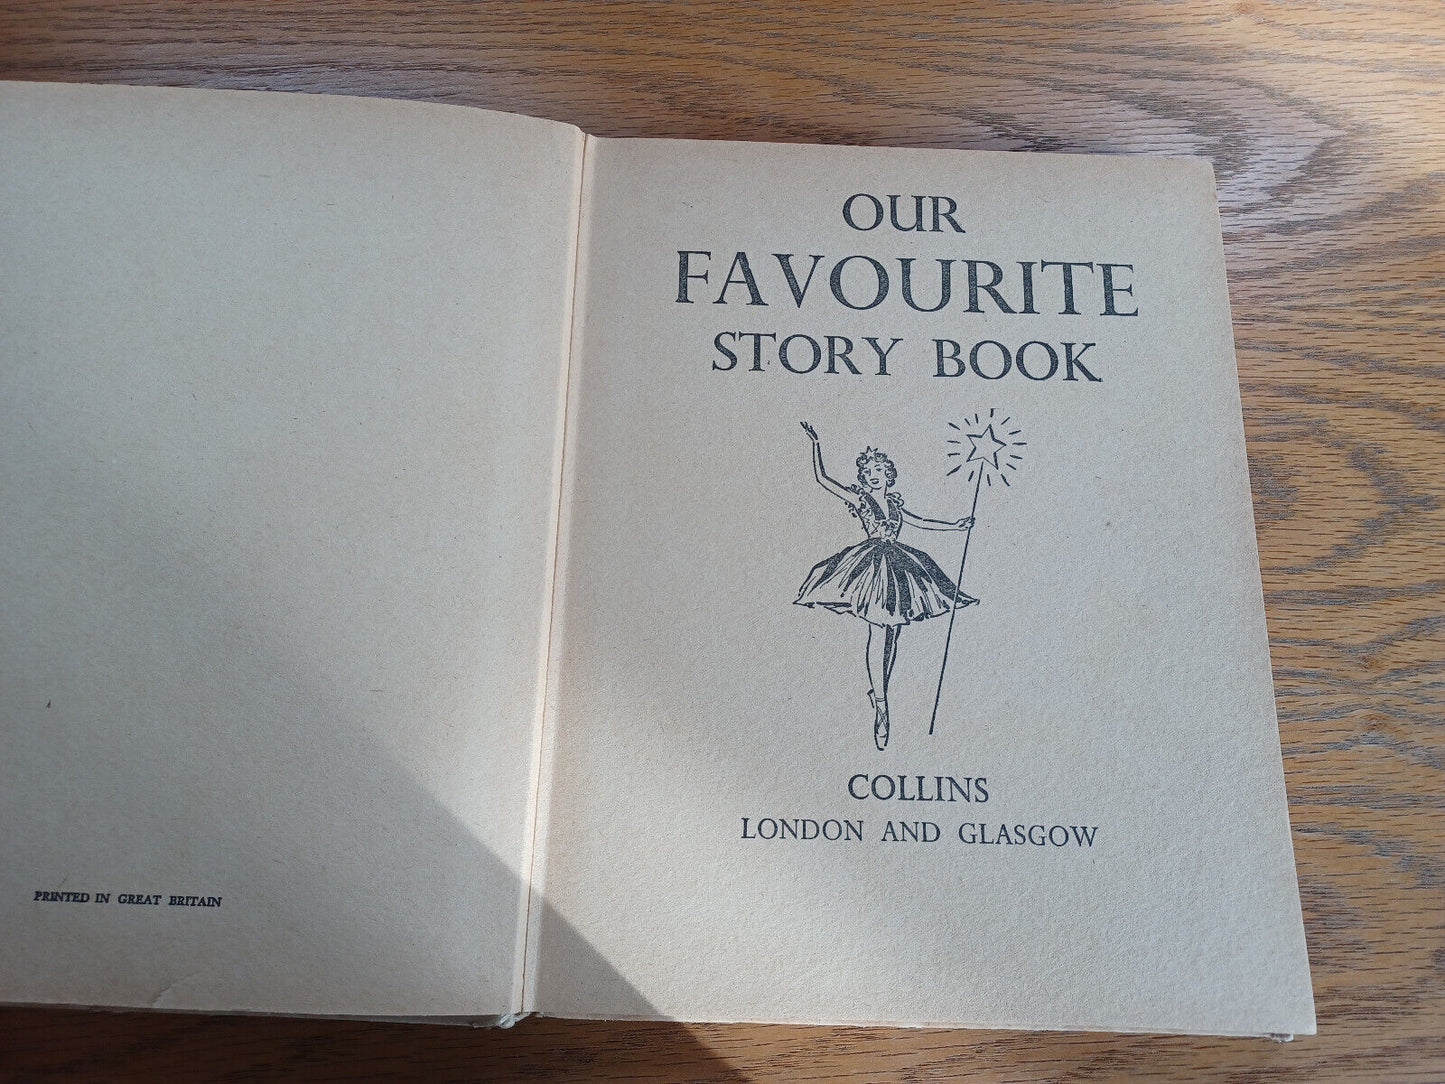 PRINTED IN GREAT BRITAIN
OUR
FAVOURITE
STORY BOOK
COLLINS
LONDON AND GLASGOW